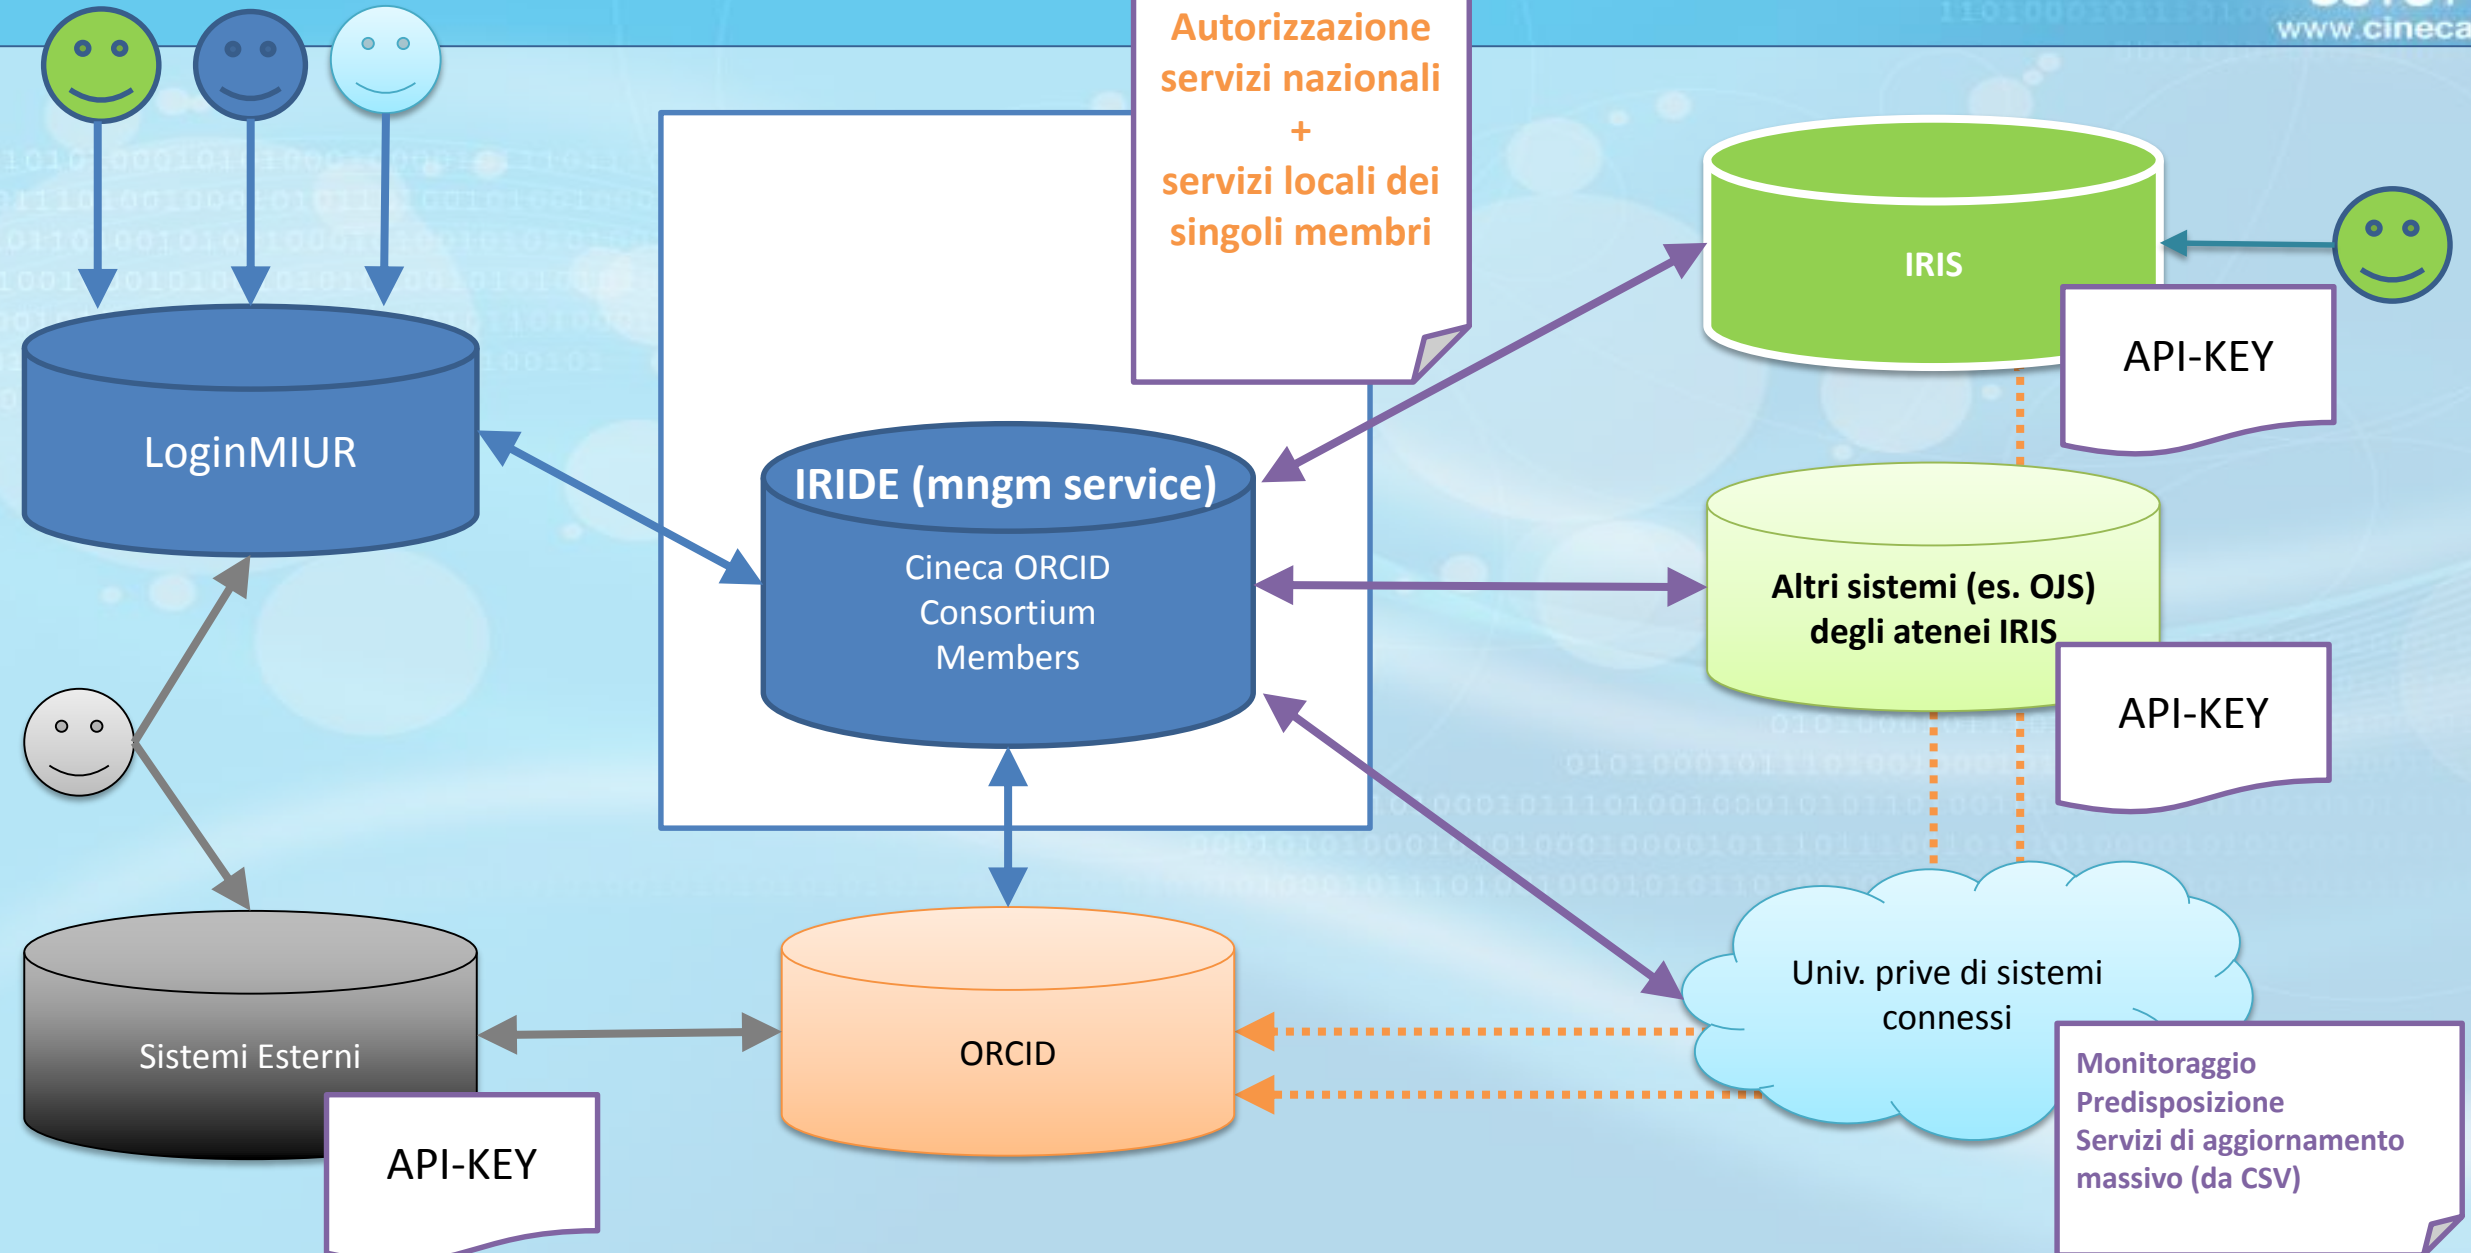 www.cineca
Autorizzazione
servizi nazionali
+
servizi locali dei
singoli membri
IRIS
API-KEY
LoginMIUR
IRIDE (mngm service)
Cineca ORCID
Consortium
Members
Altri sistemi (es. OJS)
degli atenei IRIS
API-KEY
Univ. prive di sistemi
connessi
Sistemi Esterni
API-KEY
ORCID
Monitoraggio
Predisposizione
Servizi di aggiornamento
massivo (da CSV)